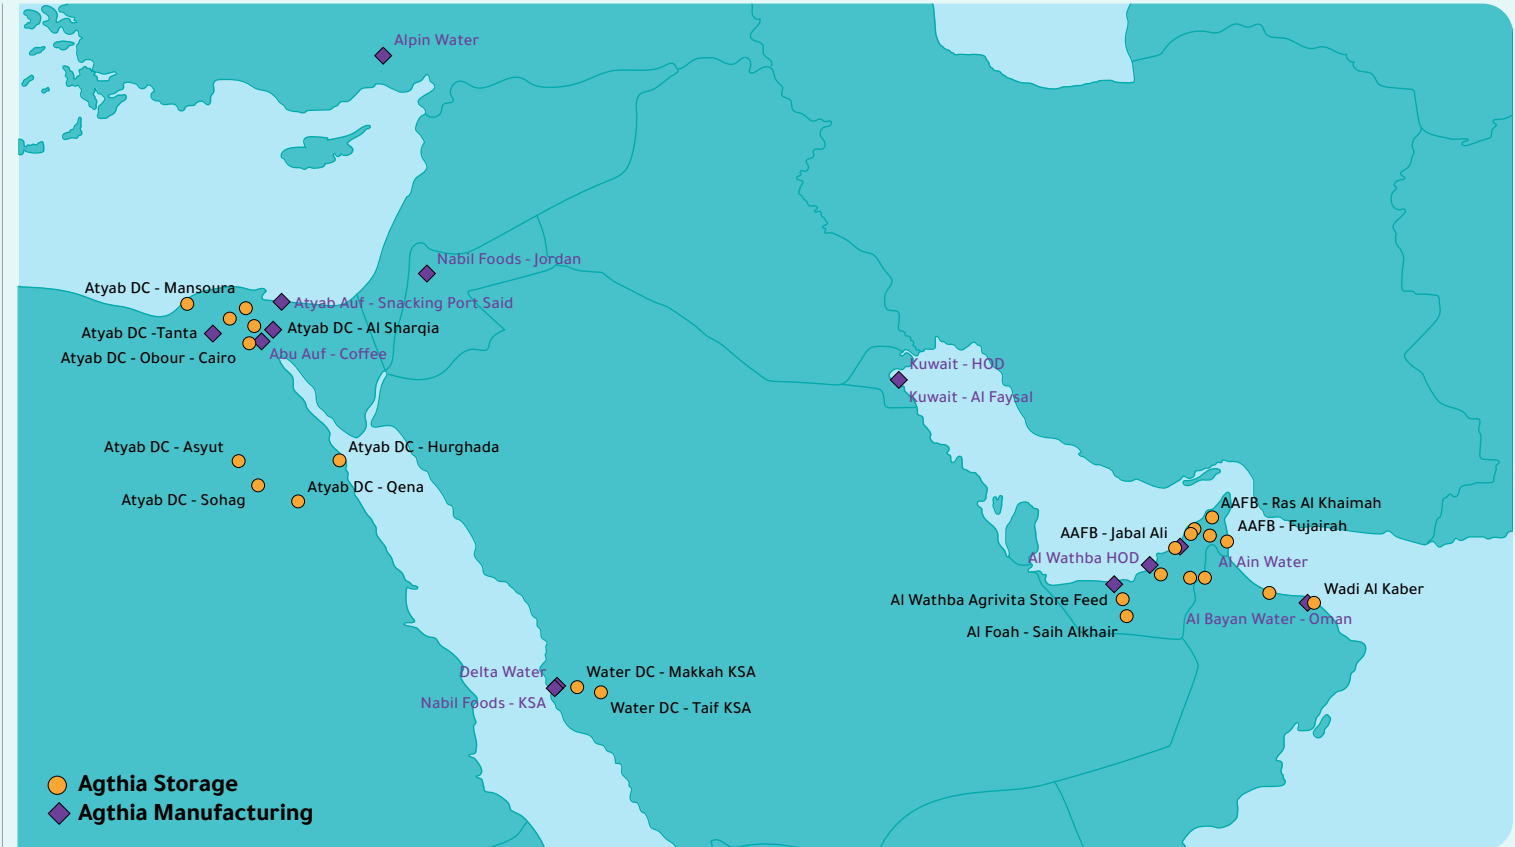 Alpin Water
Nabil Foods - Jordan
Atyab DC - Mansoura
Atyab Auf - Snacking Port Said
Atyab DC -Tanta
Atyab DC - Al Sharqia
Atyab DC - Obour - Cairo
Abu Auf - Coffee
Kuwait - HOD
Kuwait - Al Faysal
Atyab DC - Asyut
Atyab DC - Hurghada
Atyab DC - Sohag
Atyab DC - Qena
AAFB - Ras Al Khaimah
AAFB - Jabal Ali
AAFB - Fujairah
Al Wathba HOD
Al Ain Water
Al Wathba Agrivita Store Feed
Wadi Al Kaber
Al Bayan Water - Oman
Al Foah - Saih Alkhair
Delta Water
Water DC - Makkah KSA
Nabil Foods - KSA
Water DC - Taif KSA
Agthia Storage
Agthia Manufacturing